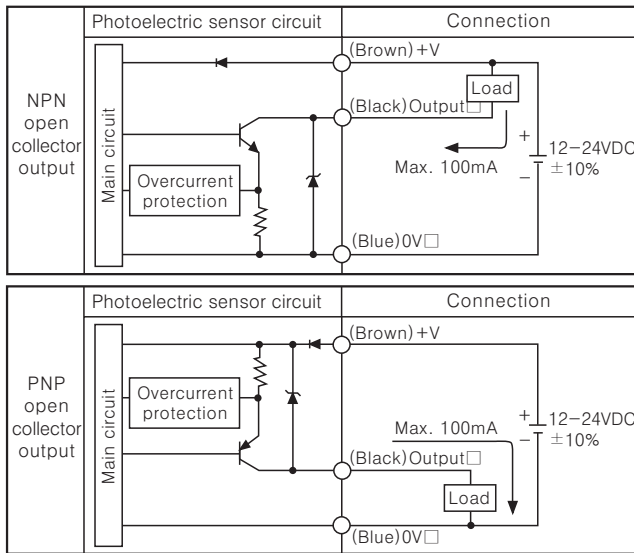 Photoelectric sensor circuit
Connection
NPN
open
collector
output
Main circuit
Overcurrent
protection
(Brown)+V
(Black)Output□
Load
Max. 100mA
+
−
12−24VDC
±10%
(Blue)0V□
Photoelectric sensor circuit
Connection
PNP
open
collector
output
Main circuit
Overcurrent
protection
(Brown)+V
Max. 100mA
+
−
12−24VDC
±10%
(Black)Output□
Load
(Blue)0V□